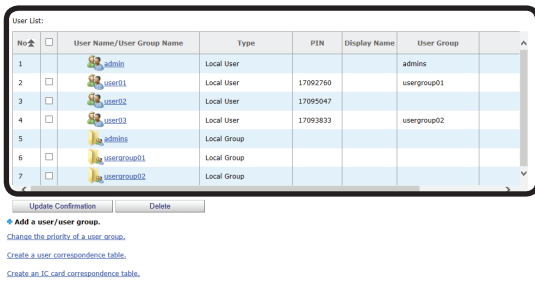 User List:
No User Name/User Group Name Type PIN Display Name User Group
1 admin Local User admins
2 user01 Local User 17092760 usergroup01
3 user02 Local User 17095047
4 user03 Local User 17093833 usergroup02
5 admins Local Group
6 usergroup01 Local Group
7 usergroup02 Local Group
Update Confirmation Delete
Add a user/user group.
Change the priority of a user group.
Create a user correspondence table.
Create an IC card correspondence table.